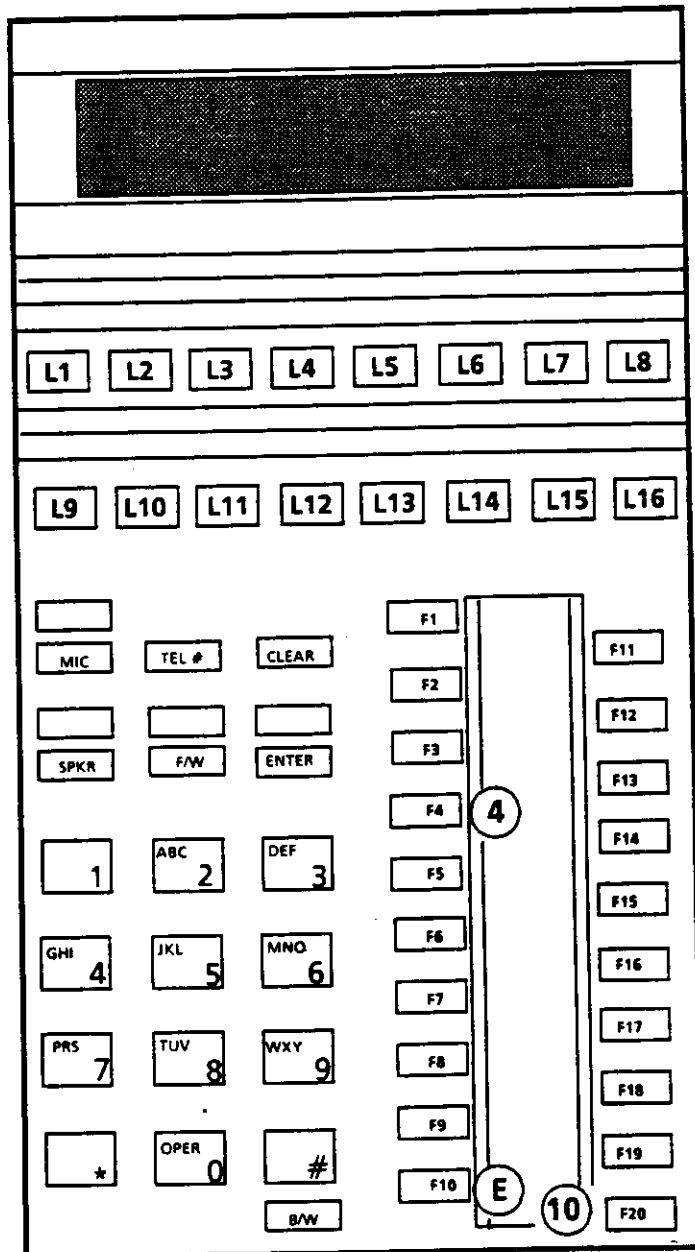 L1 L2 L3 L4 L5 L6 L7 L8
L9 L10 L11 L12 L13 L14 L15 L16
F1
MIC TEL # CLEAR F11
F2
F12
SPKR F/W ENTER F3
F13
F4 4
F14
1 ABC 2 DEF 3 F5
F15
F6
GHI 4 JKL 5 MNO 6 F16
F7
F17
PRS 7 TUV 8 WXY 9 F8
F18
F9
* OPER 0 # F19
F10 E 10
B/W F20